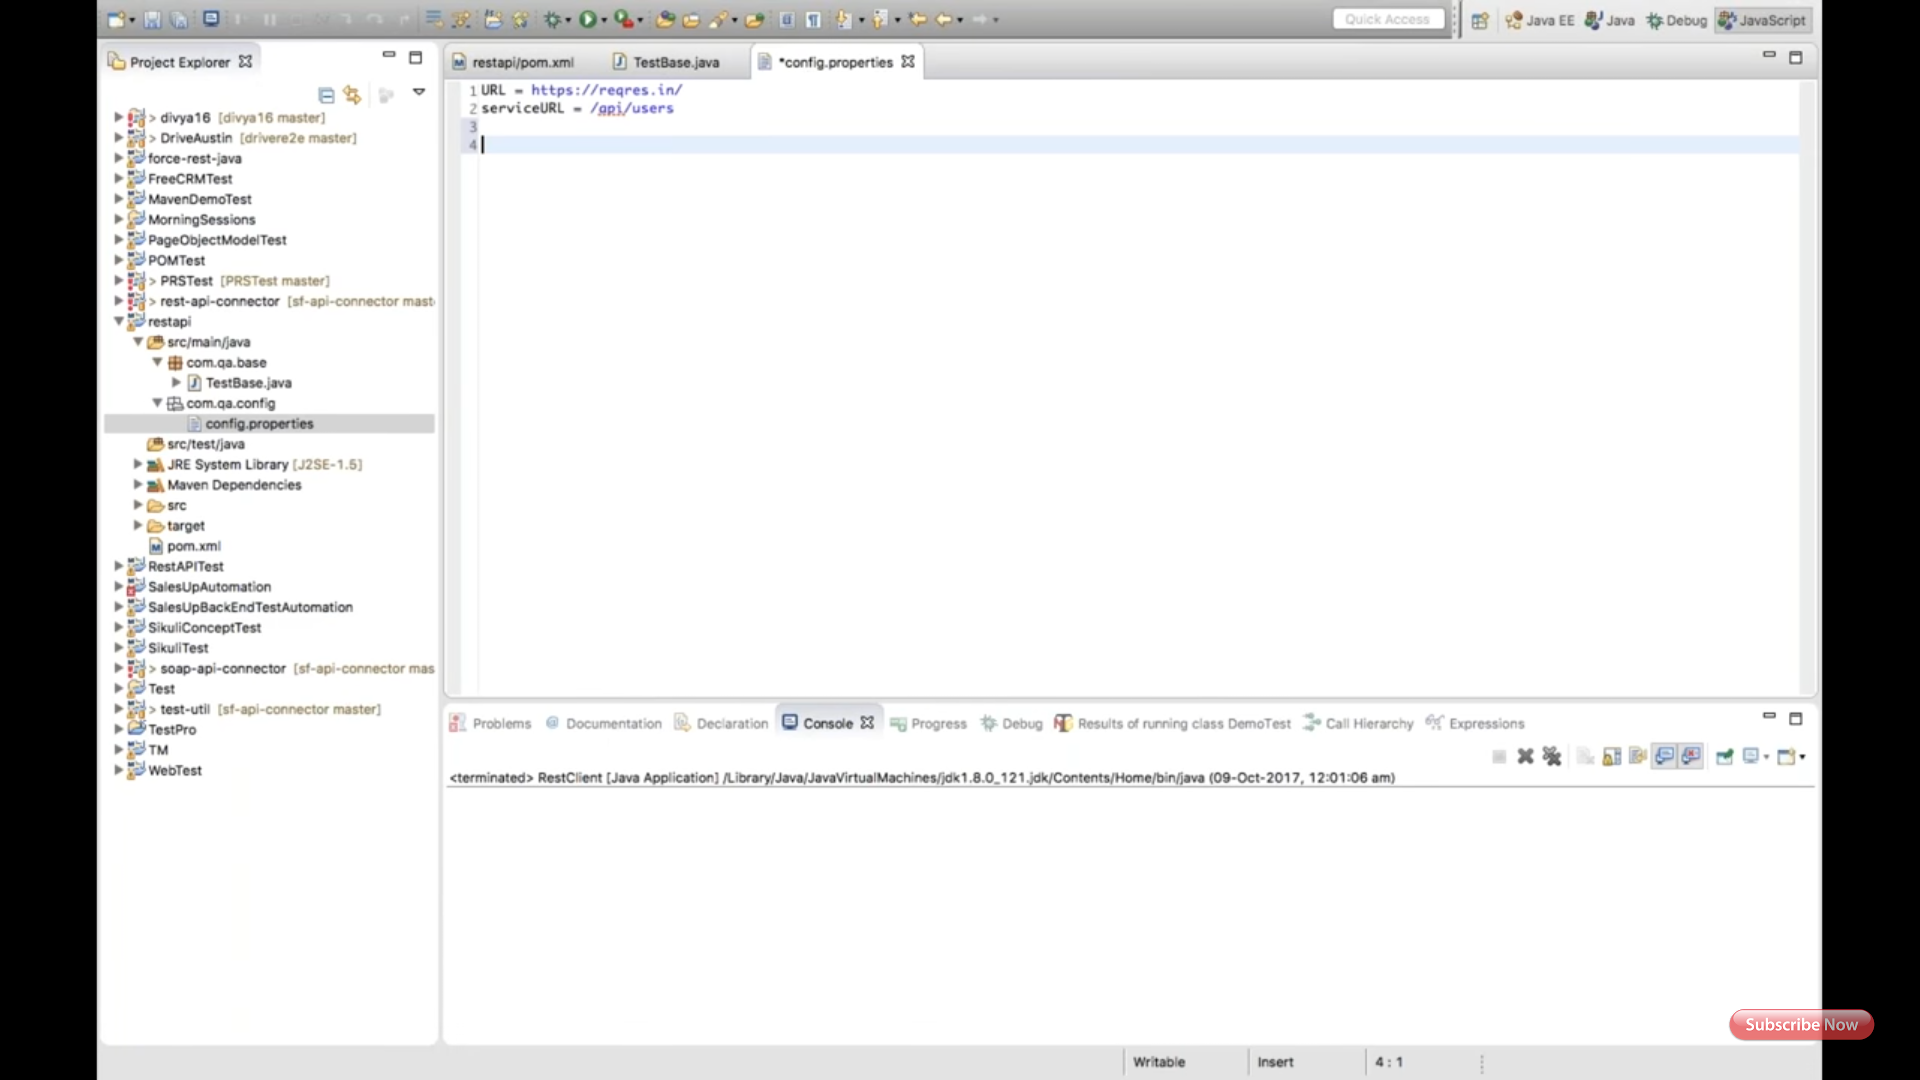 Quick Access
Java EE
Java
Debug
JavaScript
Project Explorer
restapi/pom.xml
TestBase.java
*config.properties
1 URL = https://reqres.in/
2 serviceURL = /api/users
3
4
> divya16 [divya16 master]
> DriveAustin [drivere2e master]
force-rest-java
FreeCRMTest
MavenDemoTest
MorningSessions
PageObjectModelTest
POMTest
> PRSTest [PRSTest master]
> rest-api-connector [sf-api-connector mast
restapi
src/main/java
com.qa.base
TestBase.java
com.qa.config
config.properties
src/test/java
JRE System Library [J2SE-1.5]
Maven Dependencies
src
target
pom.xml
RestAPITest
SalesUpAutomation
SalesUpBackEndTestAutomation
SikuliConceptTest
SikuliTest
> soap-api-connector [sf-api-connector mas
Test
> test-util [sf-api-connector master]
TestPro
TM
WebTest
Problems
Documentation
Declaration
Console
Progress
Debug
Results of running class DemoTest
Call Hierarchy
Expressions
<terminated> RestClient [Java Application] /Library/Java/JavaVirtualMachines/jdk1.8.0_121.jdk/Contents/Home/bin/java (09-Oct-2017, 12:01:06 am)
Subscribe Now
Writable
Insert
4 : 1